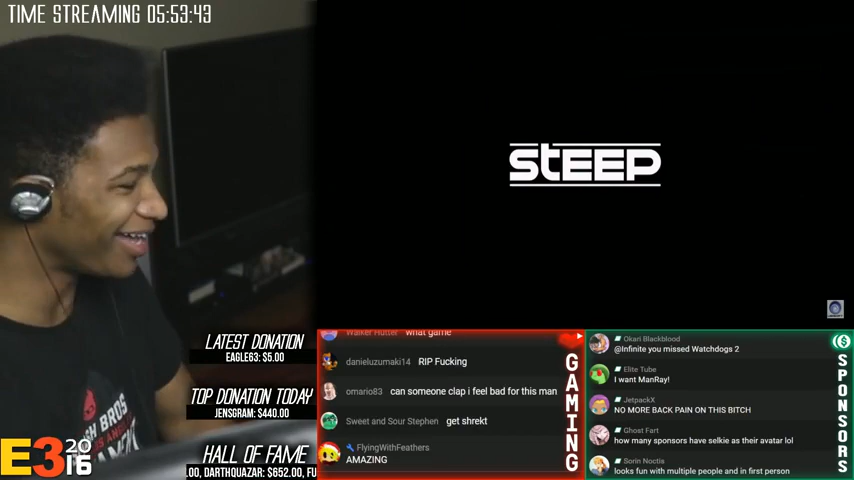 TIME STREAMING 05:53:43
STEEP
LATEST DONATION
EAGLE63: $5.00
TOP DONATION TODAY
JENSGRAM: $440.00
HALL OF FAME
.00, DARTHQUAZAR: $652.00, FU
E3 2016
Walker Hutter what game
danieluzumaki14 RIP Fucking
omario83 can someone clap i feel bad for this man
Sweet and Sour Stephen get shrekt
FlyingWithFeathers
AMAZING
GAMING
Okari Blackblood
@Infinite you missed Watchdogs 2
Elite Tube
I want ManRay!
JetpackX
NO MORE BACK PAIN ON THIS BITCH
Ghost Fart
how many sponsors have selkie as their avatar lol
Sorin Noctis
looks fun with multiple people and in first person
SPONSORS